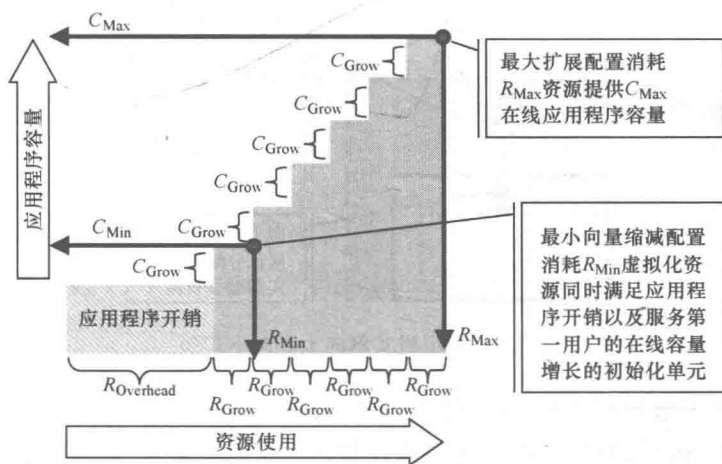 C_Max
C_Grow
C_Grow
C_Grow
C_Grow
C_Grow
C_Grow
C_Min
应用程序容量
应用程序开销
R_Min
R_Max
R_Overhead
R_Grow
R_Grow
R_Grow
R_Grow
R_Grow
R_Grow
资源使用
最大扩展配置消耗
R_Max资源提供C_Max
在线应用程序容量
最小向量缩减配置
消耗R_Min虚拟化资
源同时满足应用程
序开销以及服务第
一用户的在线容量
增长的初始化单元